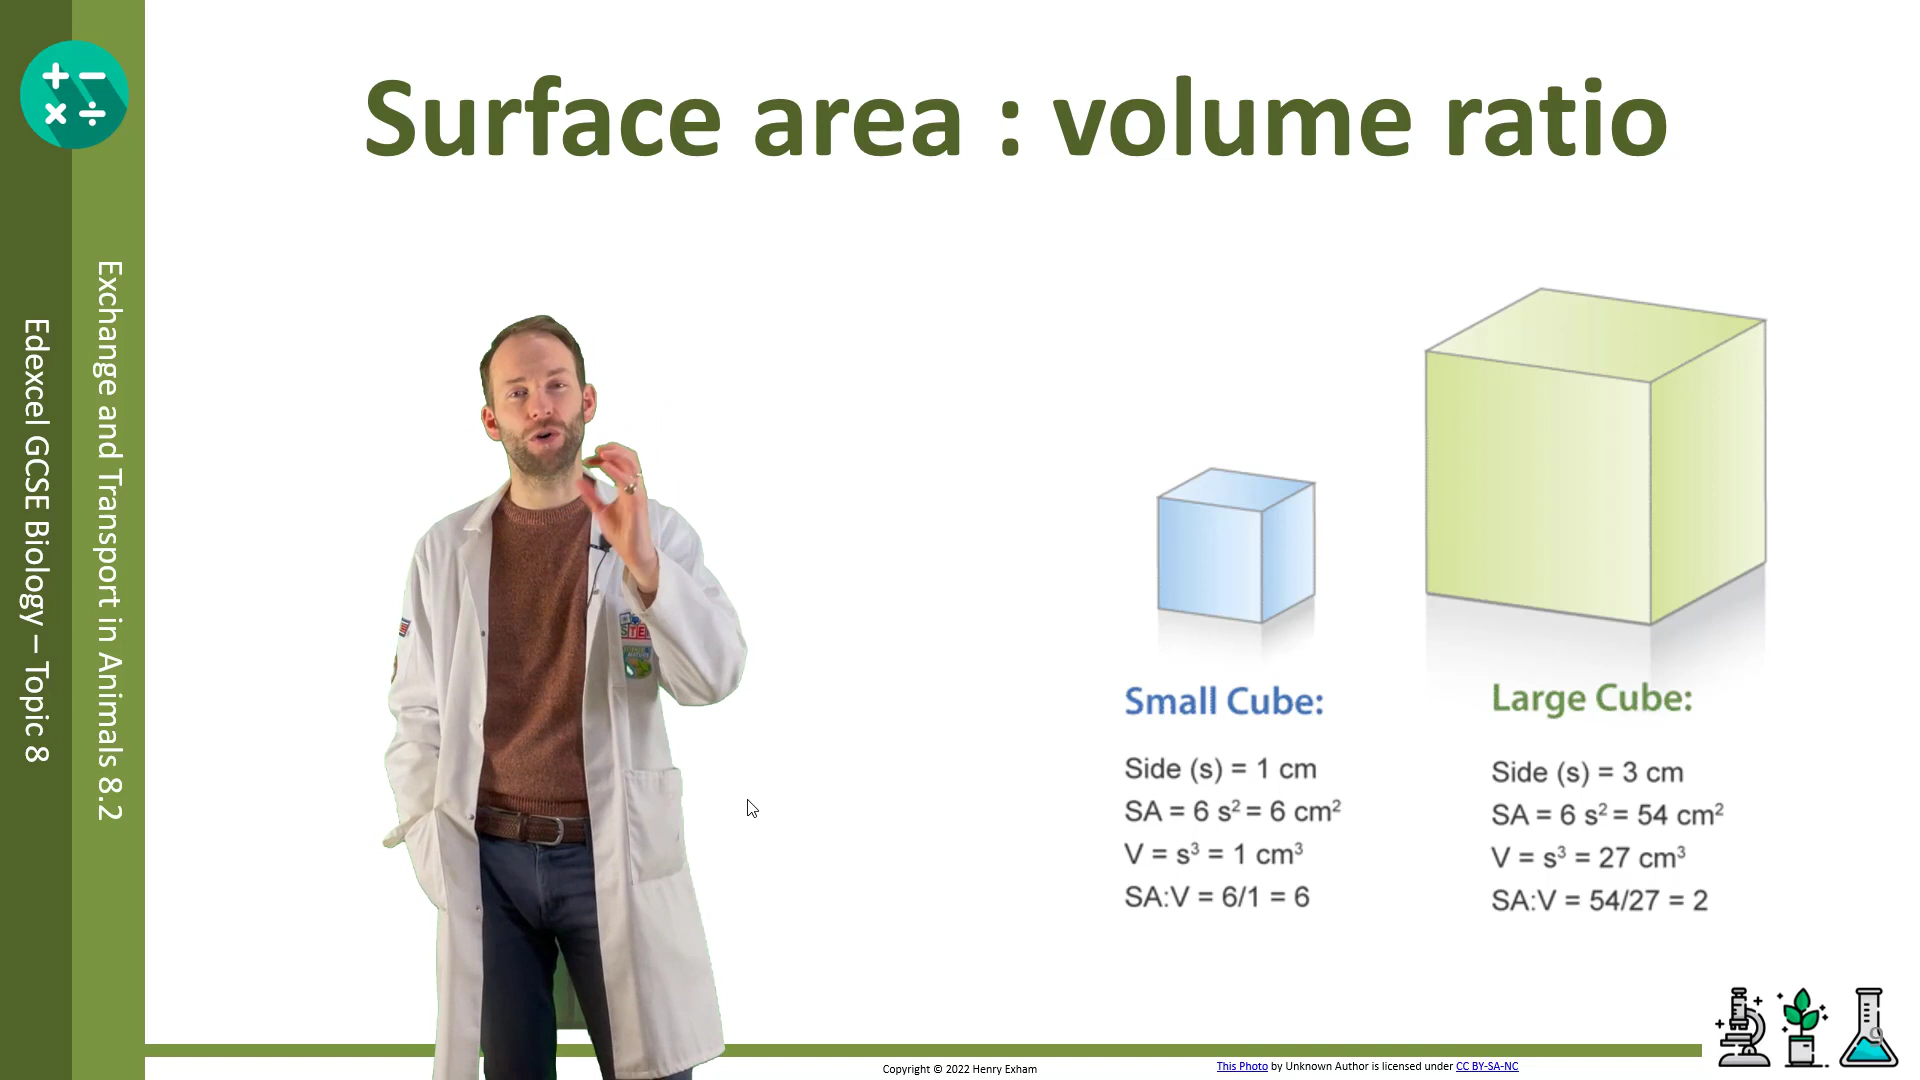 Surface area : volume ratio
Exchange and Transport in Animals 8.2
Edexcel GCSE Biology – Topic 8
STE
Small Cube:
Side (s) = 1 cm
SA = 6 s² = 6 cm²
V = s³ = 1 cm³
SA:V = 6/1 = 6
Large Cube:
Side (s) = 3 cm
SA = 6 s² = 54 cm²
V = s³ = 27 cm³
SA:V = 54/27 = 2
9
Copyright © 2022 Henry Exham
This Photo by Unknown Author is licensed under CC BY-SA-NC